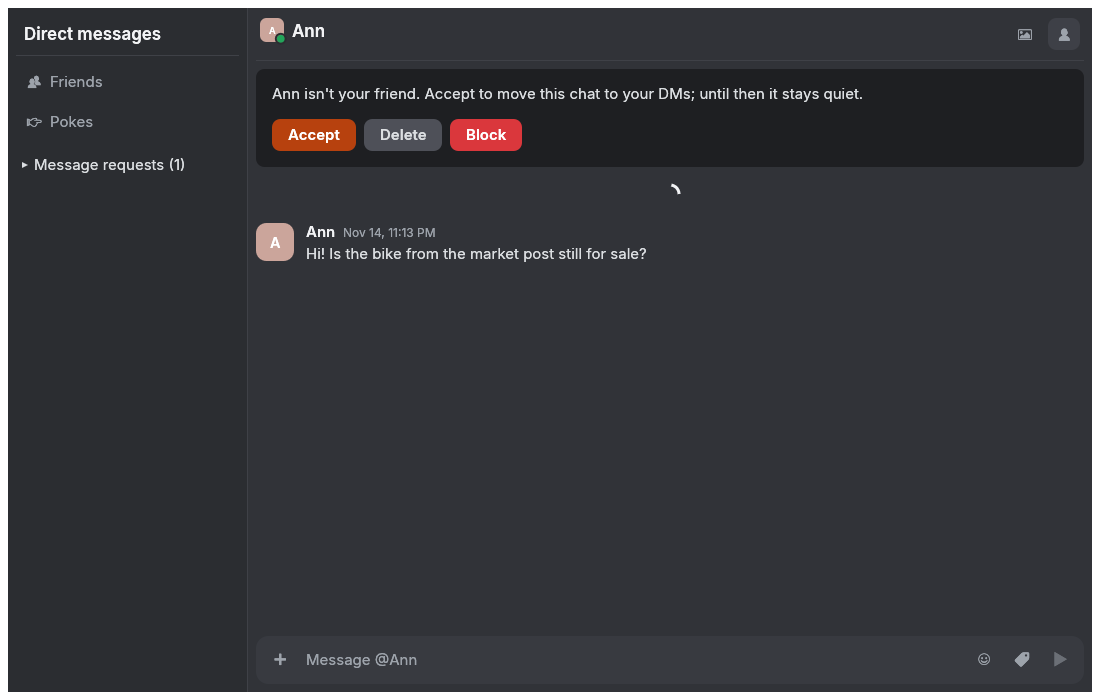 Direct messages
Friends
Pokes
Message requests (1)
A
Ann
Ann isn't your friend. Accept to move this chat to your DMs; until then it stays quiet.
Accept Delete Block
A
Ann Nov 14, 11:13 PM
Hi! Is the bike from the market post still for sale?
Message @Ann